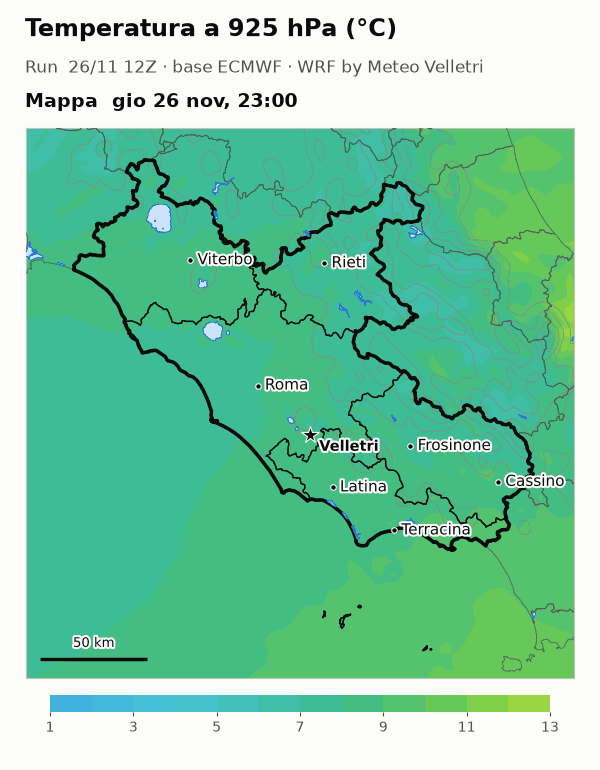 Temperatura a 925 hPa (°C)
Run  26/11 12Z · base ECMWF · WRF by Meteo Velletri
Mappa  gio 26 nov, 23:00
Viterbo
Rieti
Roma
Velletri
Frosinone
Cassino
Latina
Terracina
50 km
1 3 5 7 9 11 13